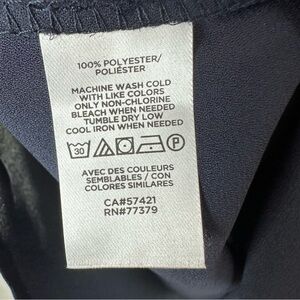 100% POLYESTER/
POLIÉSTER
MACHINE WASH COLD
WITH LIKE COLORS
ONLY NON-CHLORINE
BLEACH WHEN NEEDED
TUMBLE DRY LOW
COOL IRON WHEN NEEDED
30 P
AVEC DES COULEURS
SEMBLABLES / CON
COLORES SIMILARES
CA#57421
RN#77379